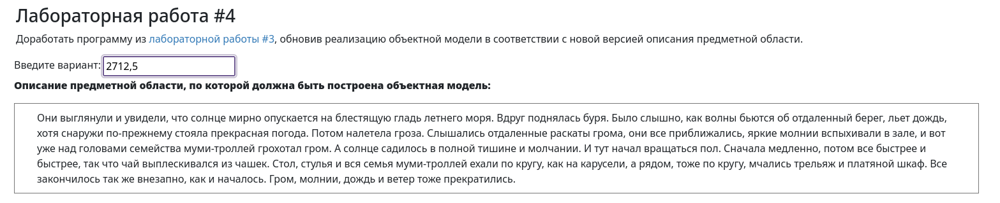 Лабораторная работа #4
Доработать программу из лабораторной работы #3, обновив реализацию объектной модели в соответствии с новой версией описания предметной области.
Введите вариант: 2712,5
Описание предметной области, по которой должна быть построена объектная модель:
Они выглянули и увидели, что солнце мирно опускается на блестящую гладь летнего моря. Вдруг поднялась буря. Было слышно, как волны бьются об отдаленный берег, льет дождь,
хотя снаружи по-прежнему стояла прекрасная погода. Потом налетела гроза. Слышались отдаленные раскаты грома, они все приближались, яркие молнии вспыхивали в зале, и вот
уже над головами семейства муми-троллей грохотал гром. А солнце садилось в полной тишине и молчании. И тут начал вращаться пол. Сначала медленно, потом все быстрее и
быстрее, так что чай выплескивался из чашек. Стол, стулья и вся семья муми-троллей ехали по кругу, как на карусели, а рядом, тоже по кругу, мчались трельяж и платяной шкаф. Все
закончилось так же внезапно, как и началось. Гром, молнии, дождь и ветер тоже прекратились.